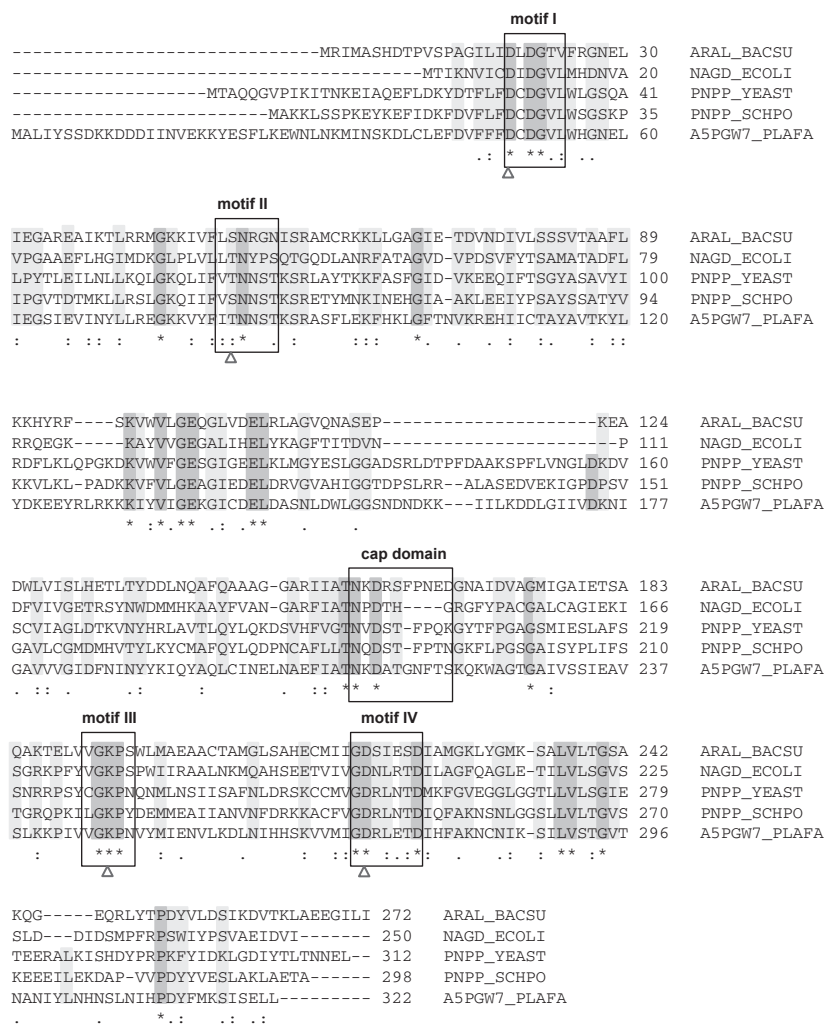 motif I
-----------------------------MRIMASHDTPVSPAGILIDLDGTVFRGNEL 30 ARAL_BACSU
---------------------------------------MTIKNVICDIDGVLMHDNVA 20 NAGD_ECOLI
------------------MTAQQGVPIKITNKEIAQEFLDKYDTFLFDCDGVLWLGSQA 41 PNPP_YEAST
------------------------MAKKLSSPKEYKEFIDKFDVFLFDCDGVLWSGSKP 35 PNPP_SCHPO
MALIYSSDKKDDDIINVEKKYESFLKEWNLNKMINSKDLCLEFDVFFFDCDGVLWHGNEL 60 A5PGW7_PLAFA
.: * **.: ..
motif II
IEGAREAIKTLRRMGKKIVFLSNRGNISRAMCRKKLLGAGIE-TDVNDIVLSSSVTAAFL 89 ARAL_BACSU
VPGAAEFLHGIMDKGLPLVLLTNYPSQTGQDLANRFATAGVD-VPDSVFYTSAMATADFL 79 NAGD_ECOLI
LPYTLEILNLLKQLGKQLIFVTNNSTKSRLAYTKKFASFGID-VKEEQIFTSGYASAVYI 100 PNPP_YEAST
IPGVTDTMKLLRSLGKQIIFVSNNSTKSRETYMNKINEHGIA-AKLEEIYPSAYSSATYV 94 PNPP_SCHPO
IEGSIEVINYLLREGKKVYFITNNSTKSRASFLEKFHKLGFTNVKREHIICTAYAVTKYL 120 A5PGW7_PLAFA
: : :: : * :::* . : ::: *. . : :. : ::
KKHYRF----SKVWVLGEQGLVDELRLAGVQNASEP------------------KEA 124 ARAL_BACSU
RRQEGK-----KAYVVGEGALIHELYKAGFTITDVN--------------------P 111 NAGD_ECOLI
RDFLKLQPGKDKVWVFGESGIGEELKLMGYESLGGADSRLDTPFDAAKSPFLVNGLDKDV 160 PNPP_YEAST
KKVLKL-PADKKVFVLGEAGIEDELDRVGVAHIGGTDPSLRR--ALASEDVEKIGPDPSV 151 PNPP_SCHPO
YDKEEYRLRKKKIYVIGEKGICDELDASNLDWLGGSNDNDKK---IILKDDLGIIVDKNI 177 A5PGW7_PLAFA
* :*.** : .** . .
cap domain
DWLVISLHETLTYDDLNQAFQAAAG-GARIIATNKDRSFPNEDGNAIDVAGMIGAIETSA 183 ARAL_BACSU
DFVIVGETRSYNWDMMHKAAYFVAN-GARFIATNPDTH----GRGFYPACGALCAGIEKI 166 NAGD_ECOLI
SCVIAGLDTKVNYHRLAVTLQYLQKDSVHFVGTNVDST-FPQKGYTFPGAGSMIESLAFS 219 PNPP_YEAST
GAVLCGMDMHVTYLKYCMAFQYLQDPNCAFLLTNQDST-FPTNGKFLPGSGAISYPLIFS 210 PNPP_SCHPO
GAVVVGIDFNINYYKIQYAQLCINELNAEFIATNKDATGNFTSKQKWAGTGAIVSSIEAV 237 A5PGW7_PLAFA
. :: . .: : : :: ** * * :
motif III motif IV
QAKTELVVGKPSWLMAEAACTAMGLSAHECMIIGDSIESDIAMGKLYGMK-SALVLTGSA 242 ARAL_BACSU
SGRKPFYVGKPSPWIIRAALNKMQAHSEETVIVGDNLRTDILAGFQAGLE-TILVLSGVS 225 NAGD_ECOLI
SNRRPSYCGKPNQNMLNSIISAFNLDRSKCCMVGDRLNTDMKFGVEGGLGGTLLVLSGIE 279 PNPP_YEAST
TGRQPKILGKPYDEMMEAIIANVNFDRKKACFVGDRLNTDIQFAKNSNLGGSLLVLTGVS 270 PNPP_SCHPO
SLKKPIVVGKPNVYMIENVLKDLNIHHSKVVMIGDRLETDIHFAKNCNIK-SILVSTGVT 296 A5PGW7_PLAFA
: *** : . . : ::** :.:*: . .: : ** :*
KQG-----EQRLYTPDYVLDSIKDVTKLAEEGILI 272 ARAL_BACSU
SLD---DIDSMPFRPSWIYPSVAEIDVI------- 250 NAGD_ECOLI
TEERALKISHDYPRPKFYIDKLGDIYTLTNNEL-- 312 PNPP_YEAST
KEEEILEKDAP-VVPDYYVESLAKLAETA------ 298 PNPP_SCHPO
NANIYLNHNSLNIHPDYFMKSISELL--------- 322 A5PGW7_PLAFA
. . *.: .: .: